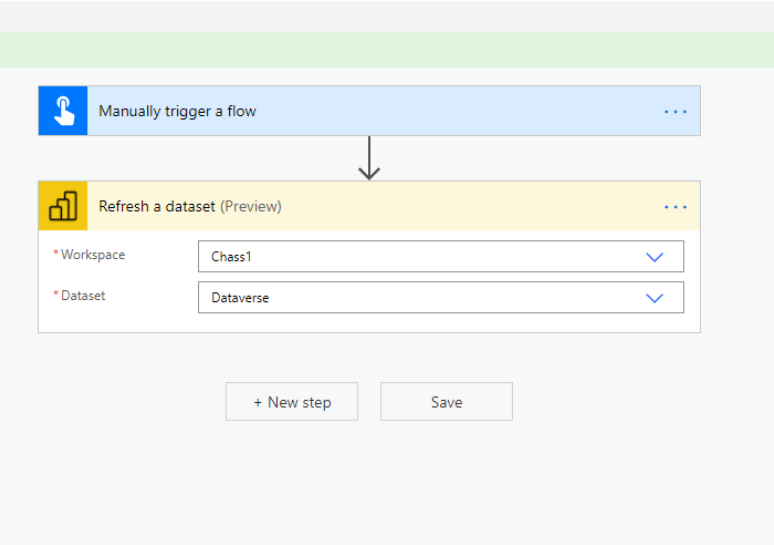 Manually trigger a flow
Refresh a dataset (Preview)
* Workspace
Chass1
* Dataset
Dataverse
+ New step
Save